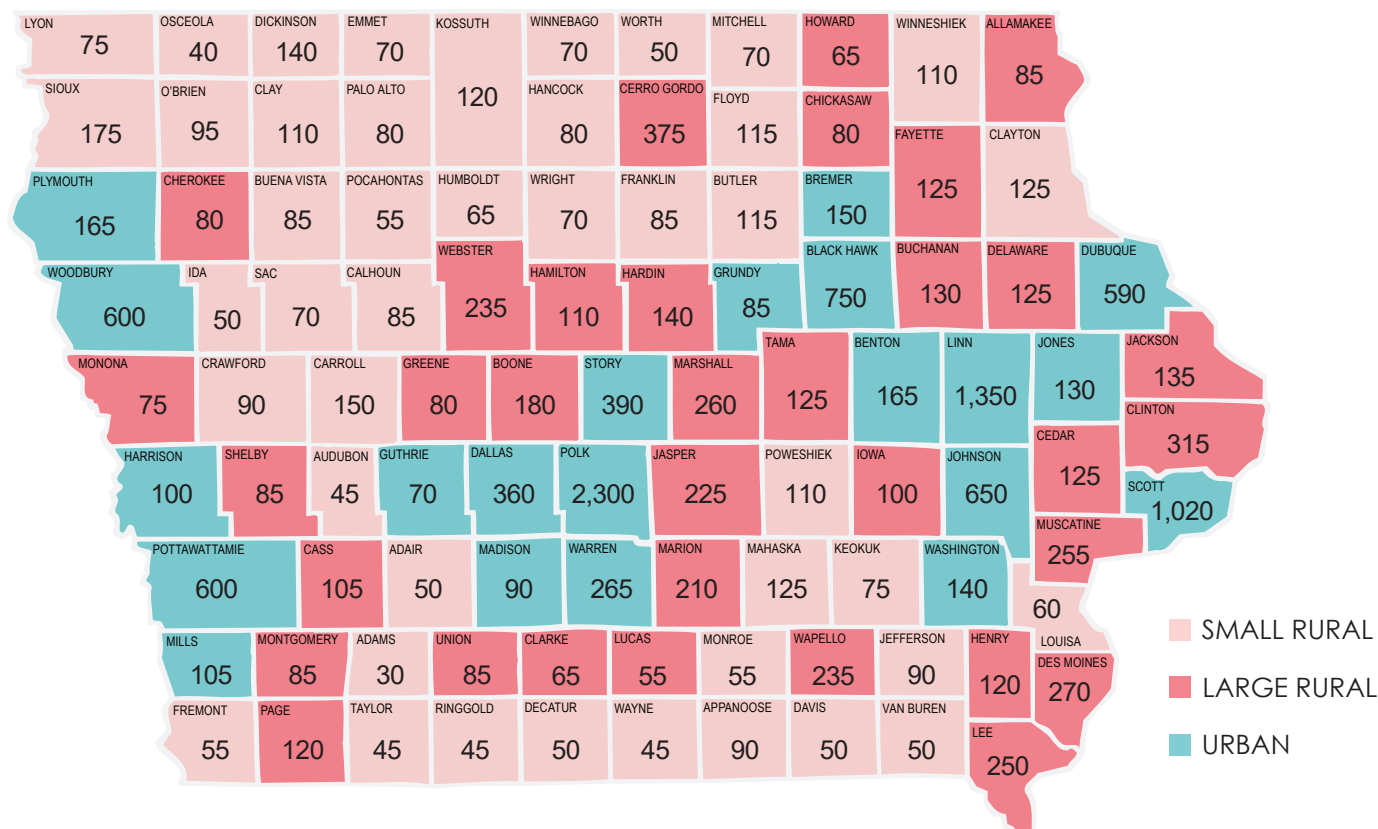 LYON
75
OSCEOLA
40
DICKINSON
140
EMMET
70
KOSSUTH
120
WINNEBAGO
70
WORTH
50
MITCHELL
70
HOWARD
65
WINNESHIEK
110
ALLAMAKEE
85
SIOUX
175
O'BRIEN
95
CLAY
110
PALO ALTO
80
HANCOCK
80
CERRO GORDO
375
FLOYD
115
CHICKASAW
80
FAYETTE
125
CLAYTON
125
PLYMOUTH
165
CHEROKEE
80
BUENA VISTA
85
POCAHONTAS
55
HUMBOLDT
65
WRIGHT
70
FRANKLIN
85
BUTLER
115
BREMER
150
WOODBURY
600
IDA
50
SAC
70
CALHOUN
85
WEBSTER
235
HAMILTON
110
HARDIN
140
GRUNDY
85
BLACK HAWK
750
BUCHANAN
130
DELAWARE
125
DUBUQUE
590
MONONA
75
CRAWFORD
90
CARROLL
150
GREENE
80
BOONE
180
STORY
390
MARSHALL
260
TAMA
125
BENTON
165
LINN
1,350
JONES
130
JACKSON
135
CLINTON
315
HARRISON
100
SHELBY
85
AUDUBON
45
GUTHRIE
70
DALLAS
360
POLK
2,300
JASPER
225
POWESHIEK
110
IOWA
100
JOHNSON
650
CEDAR
125
SCOTT
1,020
MUSCATINE
255
POTTAWATTAMIE
600
CASS
105
ADAIR
50
MADISON
90
WARREN
265
MARION
210
MAHASKA
125
KEOKUK
75
WASHINGTON
140
60
LOUISA
MILLS
105
MONTGOMERY
85
ADAMS
30
UNION
85
CLARKE
65
LUCAS
55
MONROE
55
WAPELLO
235
JEFFERSON
90
HENRY
120
DES MOINES
270
FREMONT
55
PAGE
120
TAYLOR
45
RINGGOLD
45
DECATUR
50
WAYNE
45
APPANOOSE
90
DAVIS
50
VAN BUREN
50
LEE
250
SMALL RURAL
LARGE RURAL
URBAN